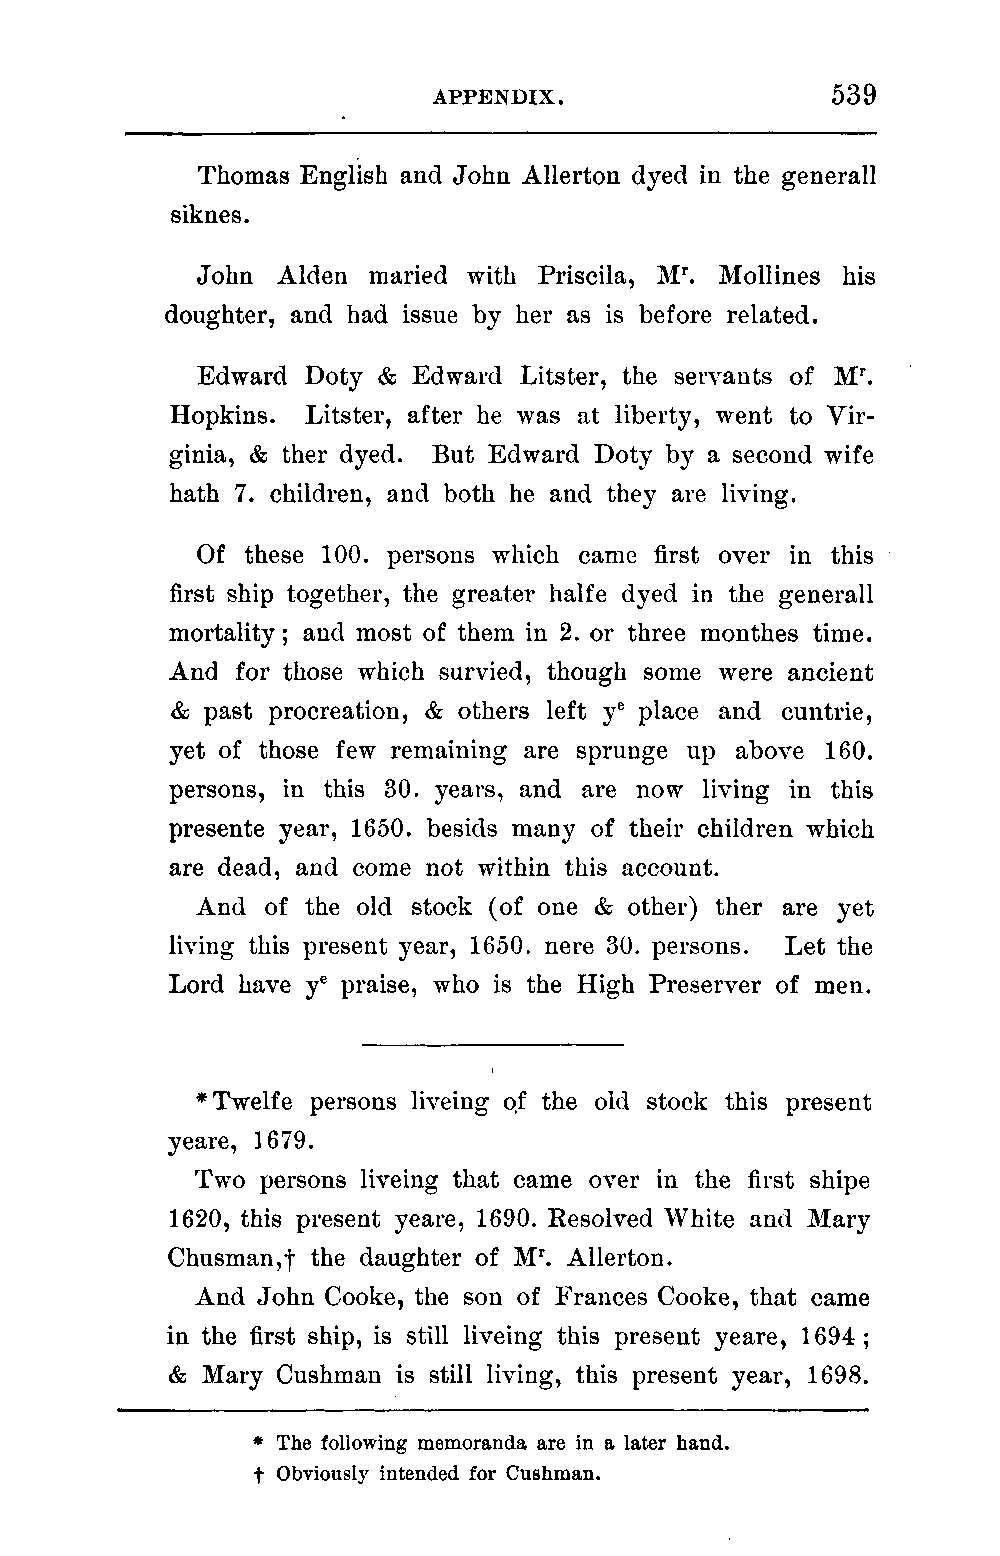 APPENDIX. 539
Thomas English and John Allerton dyed in the generall
siknes.
John Alden maried with Priscila, Mʳ. Mollines his
doughter, and had issue by her as is before related.
Edward Doty & Edward Litster, the servants of Mʳ.
Hopkins. Litster, after he was at liberty, went to Vir-
ginia, & ther dyed. But Edward Doty by a second wife
hath 7. children, and both he and they are living.
Of these 100. persons which came first over in this
first ship together, the greater halfe dyed in the generall
mortality; and most of them in 2. or three monthes time.
And for those which survied, though some were ancient
& past procreation, & others left yᵉ place and cuntrie,
yet of those few remaining are sprunge up above 160.
persons, in this 30. years, and are now living in this
presente year, 1650. besids many of their children which
are dead, and come not within this account.
And of the old stock (of one & other) ther are yet
living this present year, 1650. nere 30. persons. Let the
Lord have yᵉ praise, who is the High Preserver of men.
*Twelfe persons liveing of the old stock this present
yeare, 1679.
Two persons liveing that came over in the first shipe
1620, this present yeare, 1690. Resolved White and Mary
Chusman,† the daughter of Mʳ. Allerton.
And John Cooke, the son of Frances Cooke, that came
in the first ship, is still liveing this present yeare, 1694;
& Mary Cushman is still living, this present year, 1698.
* The following memoranda are in a later hand.
† Obviously intended for Cushman.